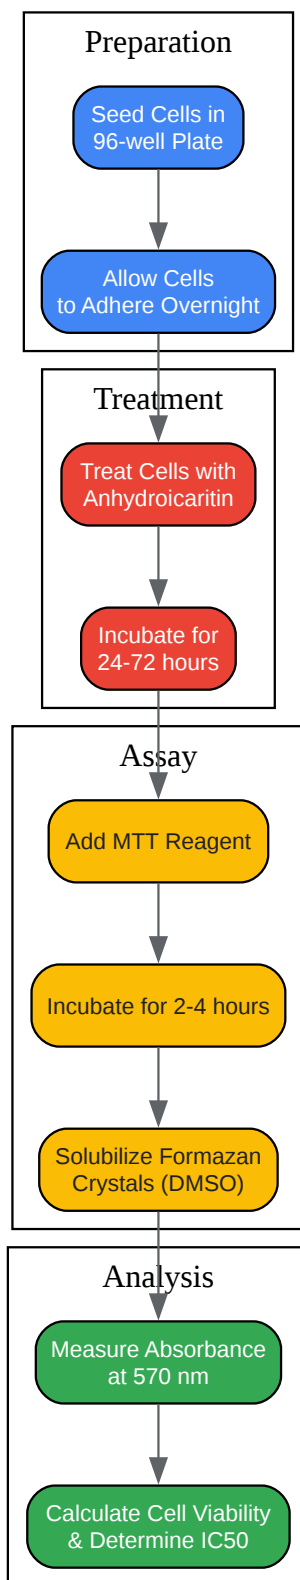 Preparation
Seed Cells in
96-well Plate
Allow Cells
to Adhere Overnight
Treatment
Treat Cells with
Anhydroicaritin
Incubate for
24-72 hours
Assay
Add MTT Reagent
Incubate for 2-4 hours
Solubilize Formazan
Crystals (DMSO)
Analysis
Measure Absorbance
at 570 nm
Calculate Cell Viability
& Determine IC50